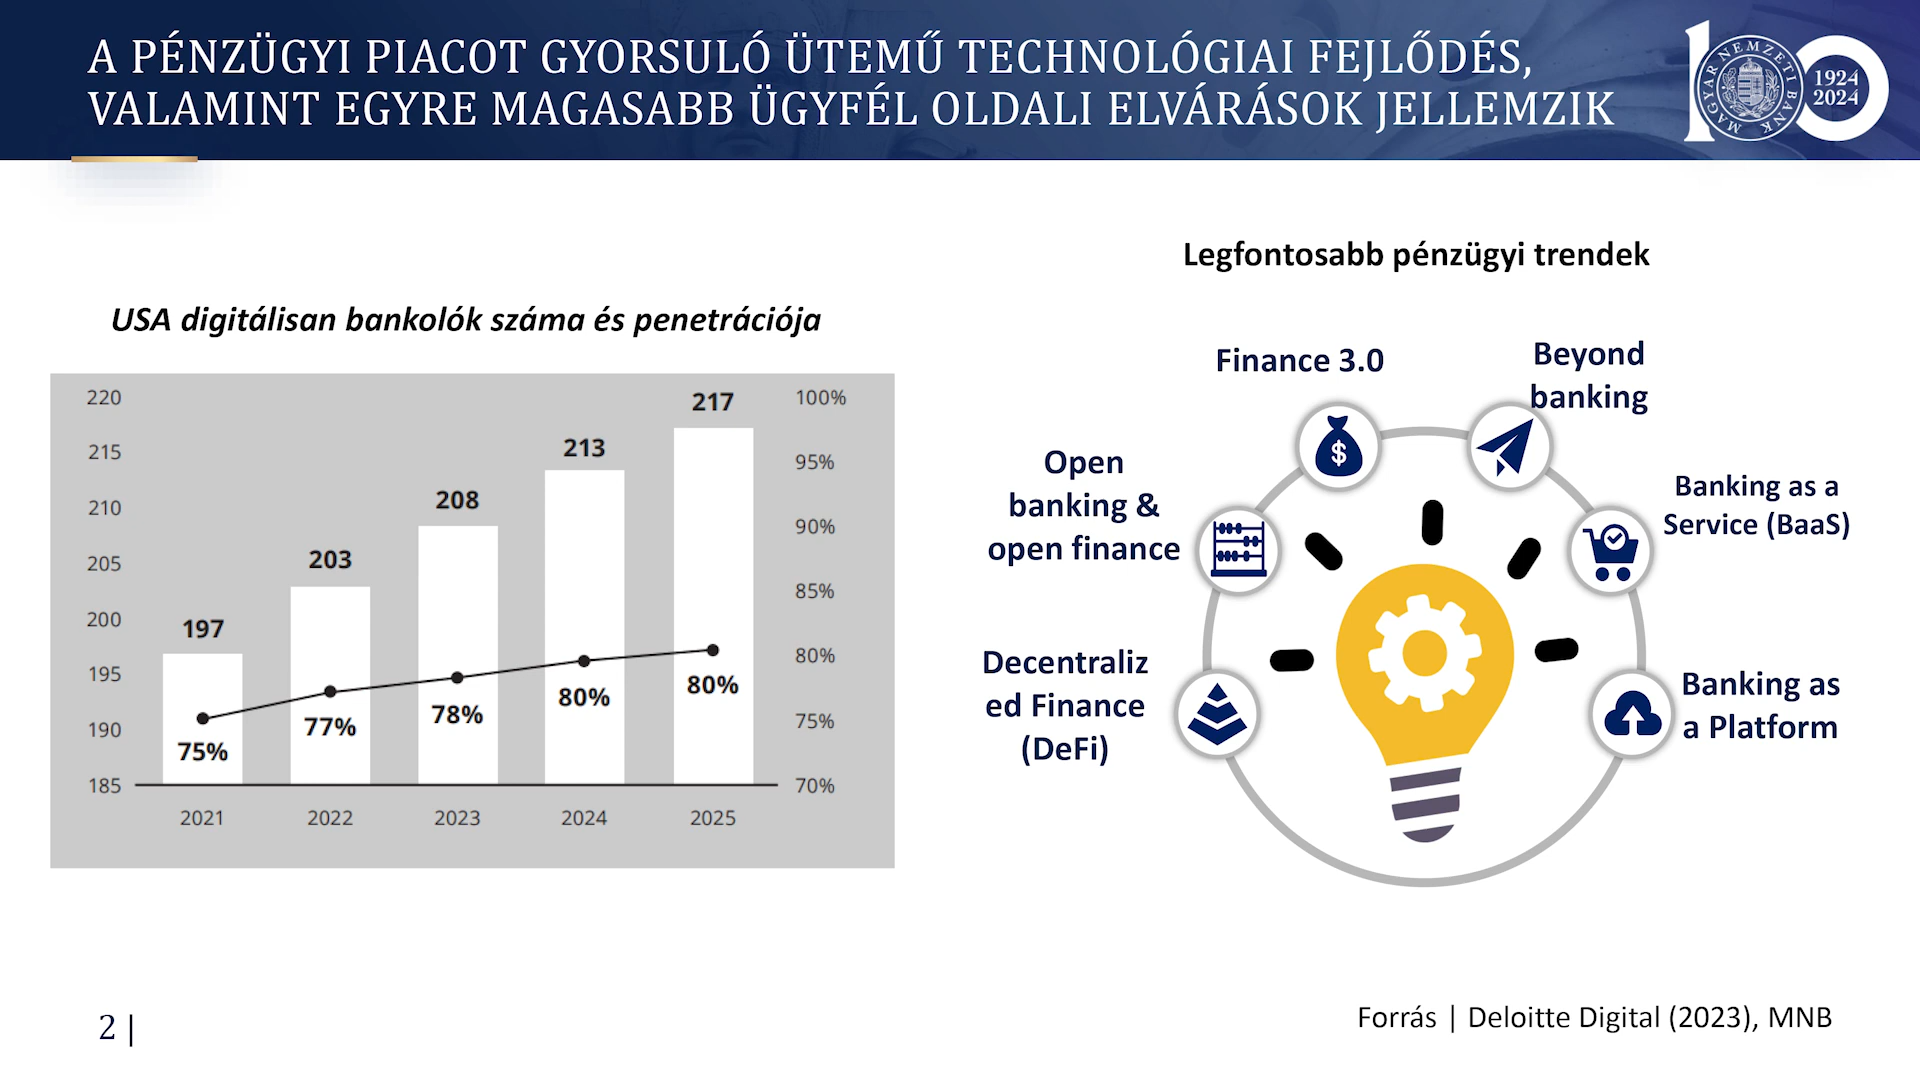 A PÉNZÜGYI PIACOT GYORSULÓ ÜTEMŰ TECHNOLÓGIAI FEJLŐDÉS,
VALAMINT EGYRE MAGASABB ÜGYFÉL OLDALI ELVÁRÁSOK JELLEMZIK
MAGYAR NEMZETI BANK
1924
2024
USA digitálisan bankolók száma és penetrációja
220
215
210
205
200
195
190
185
197
203
208
213
217
75%
77%
78%
80%
80%
100%
95%
90%
85%
80%
75%
70%
2021
2022
2023
2024
2025
Legfontosabb pénzügyi trendek
Finance 3.0
Beyond
banking
Open
banking &
open finance
Banking as a
Service (BaaS)
Decentraliz
ed Finance
(DeFi)
Banking as
a Platform
$
2 |
Forrás | Deloitte Digital (2023), MNB